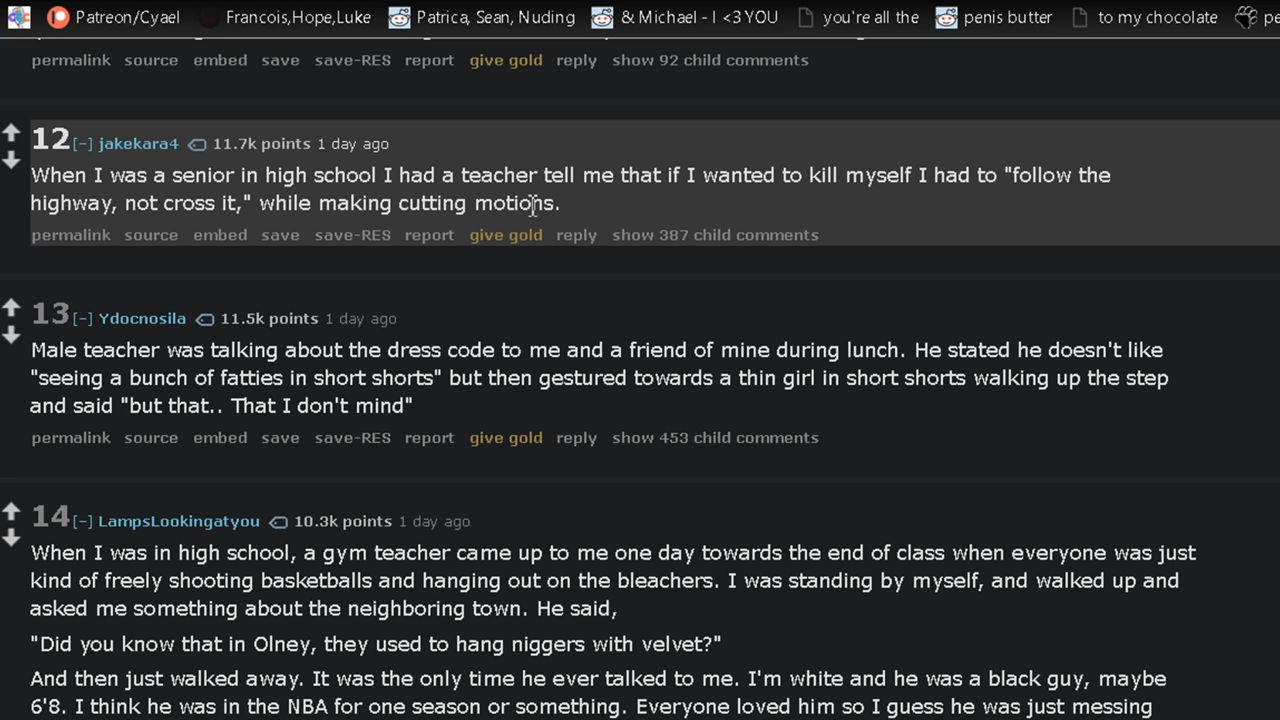 Patreon/Cyael Francois,Hope,Luke Patrica, Sean, Nuding & Michael - I <3 YOU you're all the penis butter to my chocolate pe
permalink source embed save save-RES report give gold reply show 92 child comments
12 [-] jakekara4 11.7k points 1 day ago
When I was a senior in high school I had a teacher tell me that if I wanted to kill myself I had to "follow the
highway, not cross it," while making cutting motions.
permalink source embed save save-RES report give gold reply show 387 child comments
13 [-] Ydocnosila 11.5k points 1 day ago
Male teacher was talking about the dress code to me and a friend of mine during lunch. He stated he doesn't like
"seeing a bunch of fatties in short shorts" but then gestured towards a thin girl in short shorts walking up the step
and said "but that.. That I don't mind"
permalink source embed save save-RES report give gold reply show 453 child comments
14 [-] LampsLookingatyou 10.3k points 1 day ago
When I was in high school, a gym teacher came up to me one day towards the end of class when everyone was just
kind of freely shooting basketballs and hanging out on the bleachers. I was standing by myself, and walked up and
asked me something about the neighboring town. He said,
"Did you know that in Olney, they used to hang niggers with velvet?"
And then just walked away. It was the only time he ever talked to me. I'm white and he was a black guy, maybe
6'8. I think he was in the NBA for one season or something. Everyone loved him so I guess he was just messing